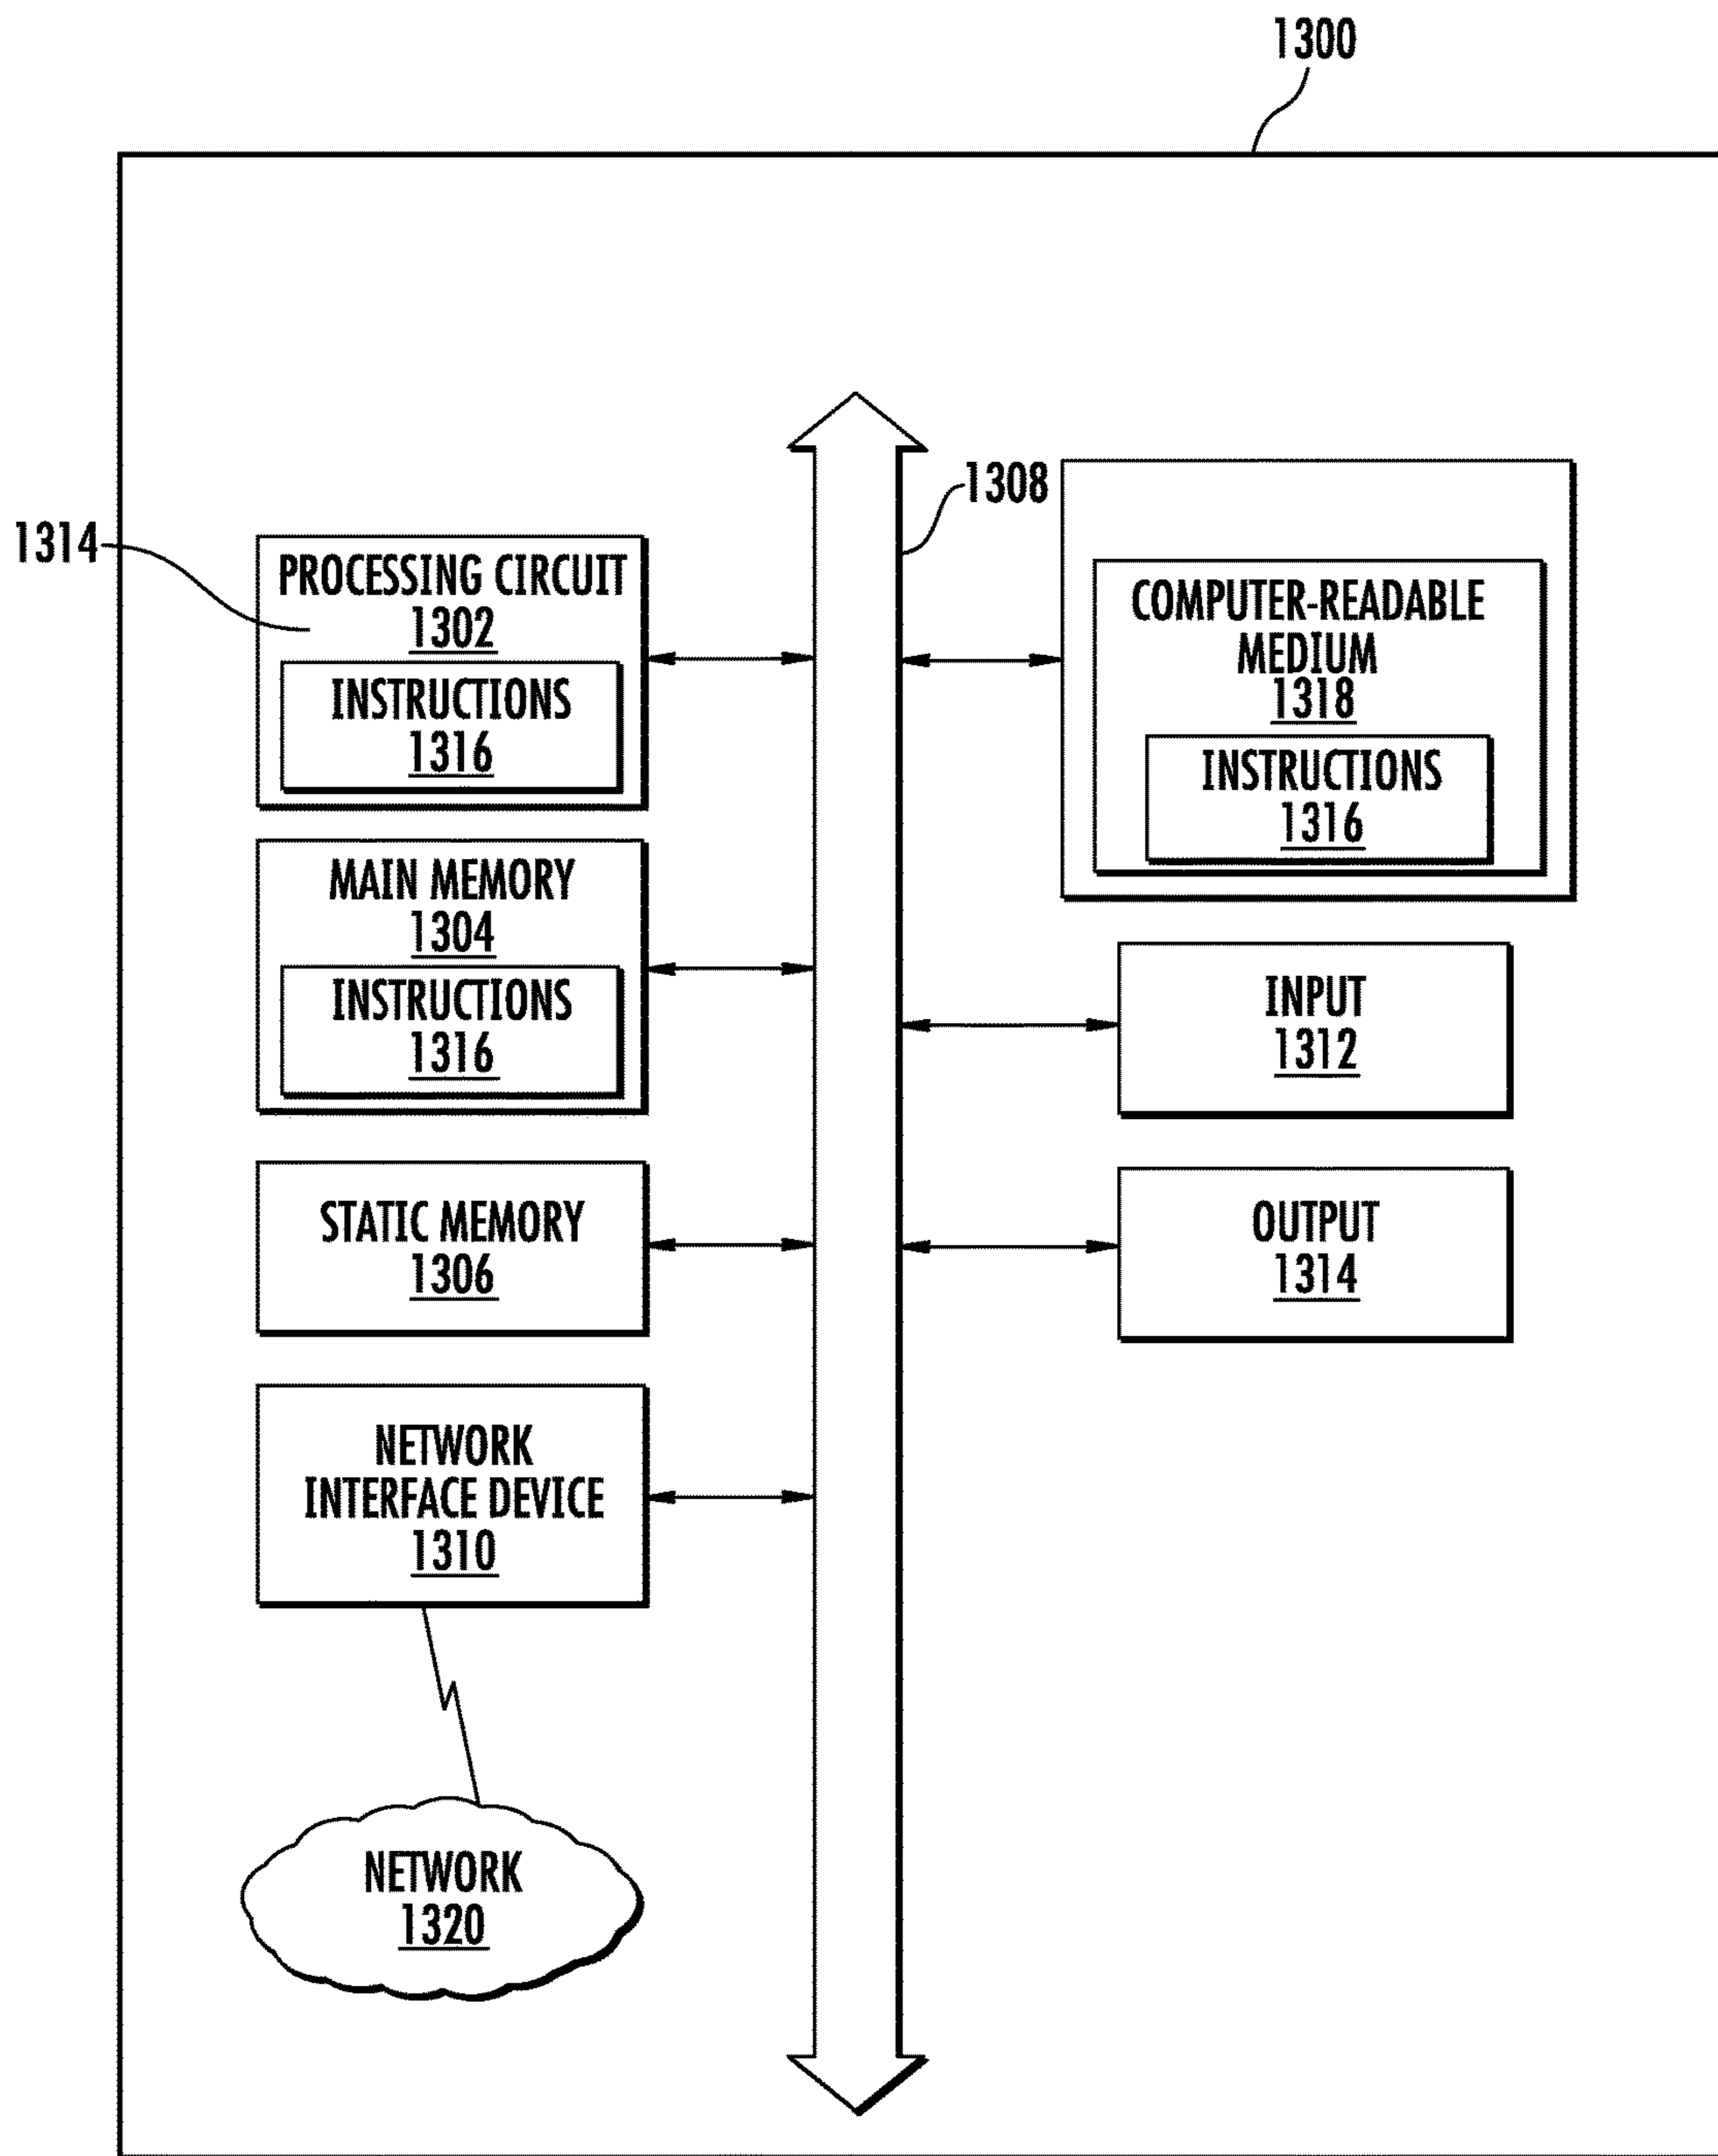 1300
1308
1314
PROCESSING CIRCUIT
1302
INSTRUCTIONS
1316
MAIN MEMORY
1304
INSTRUCTIONS
1316
STATIC MEMORY
1306
NETWORK
INTERFACE DEVICE
1310
NETWORK
1320
COMPUTER-READABLE
MEDIUM
1318
INSTRUCTIONS
1316
INPUT
1312
OUTPUT
1314